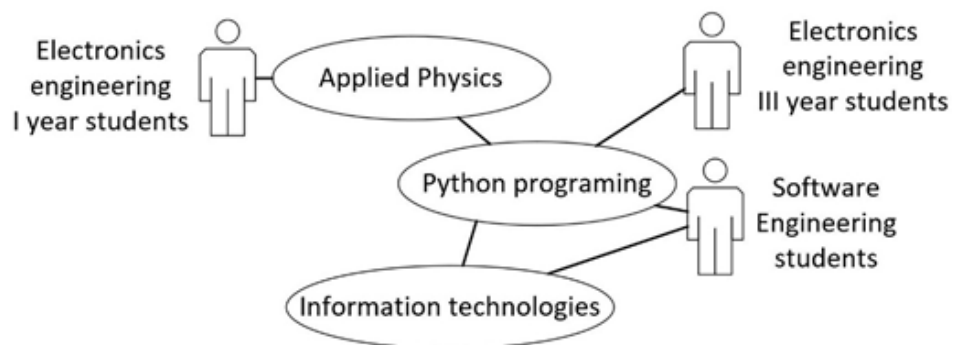 Electronics
engineering
I year students
Applied Physics
Electronics
engineering
III year students
Python programing
Software
Engineering
students
Information technologies